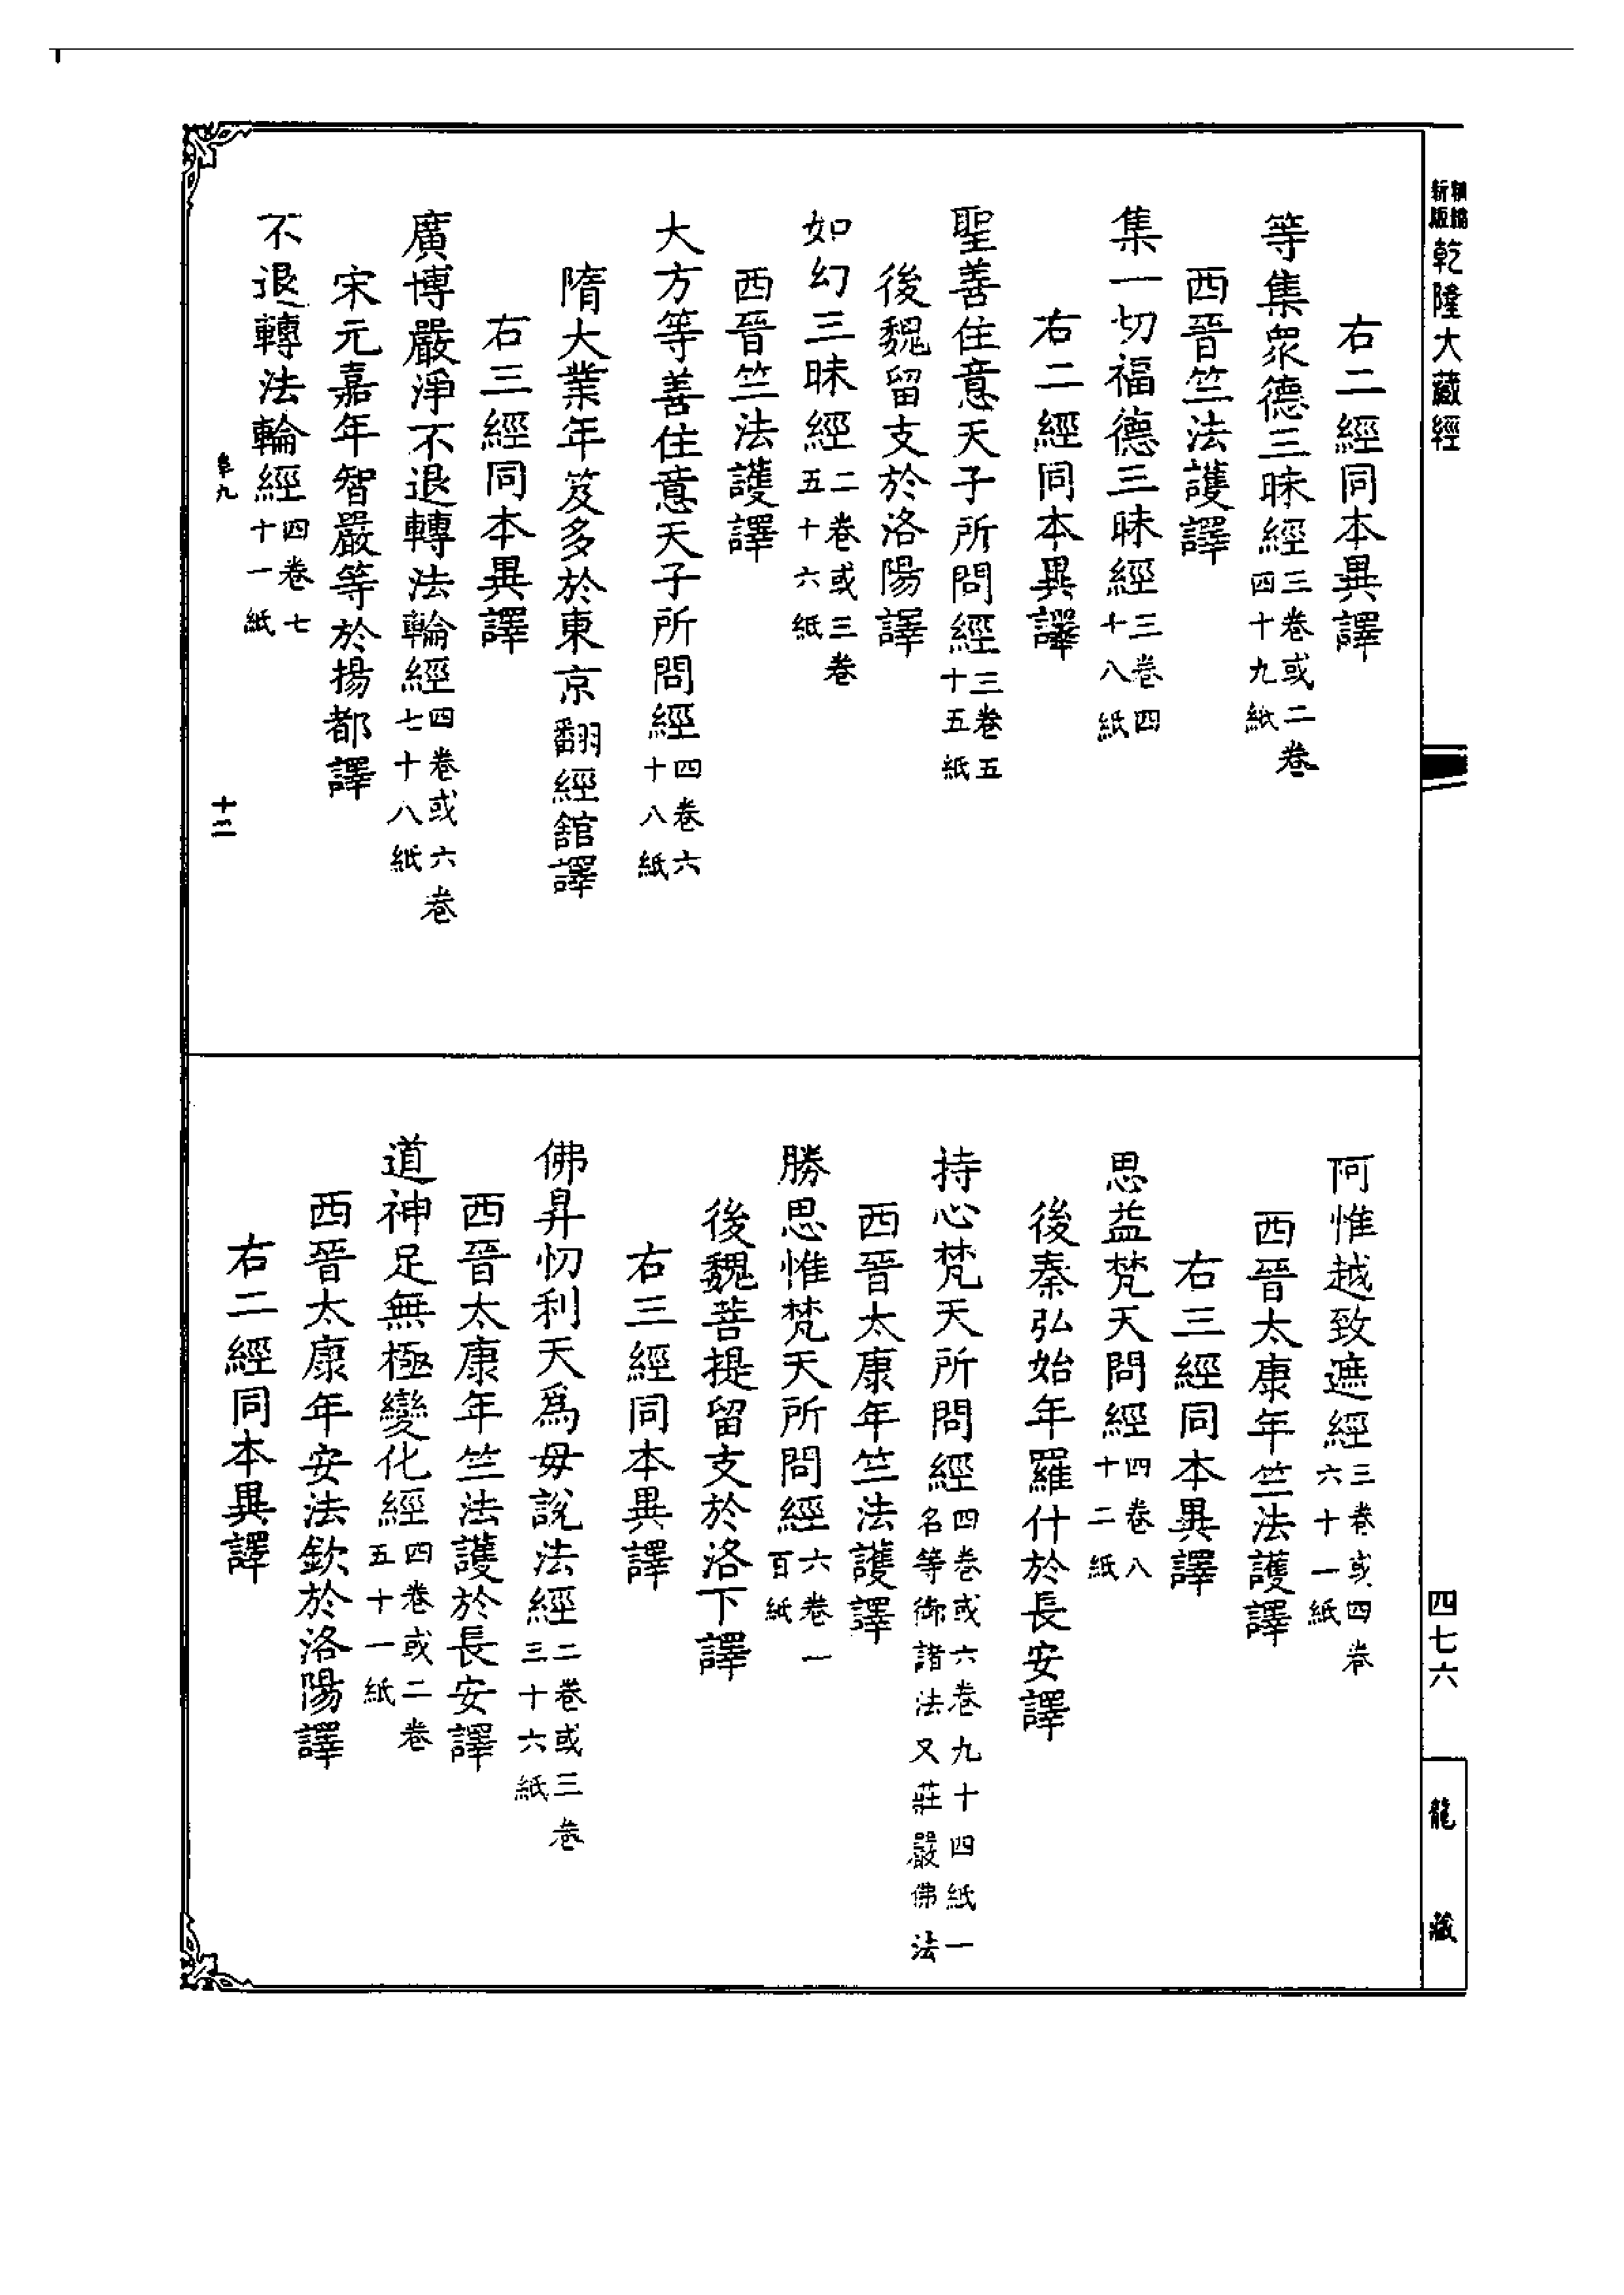 新版
精縮
乾隆大藏經
四七六
龍藏
右二經同本異譯
等集眾德三昧經三卷或二卷四十九紙
西晉竺法護譯
集一切福德三昧經三卷四十八紙
右二經同本異譯
聖善住意天子所問經三卷五十五紙
後魏留支於洛陽譯
如幻三昧經二卷或三卷五十六紙
西晉竺法護譯
大方等善住意天子所問經四卷六十八紙
隋大業年笈多於東京翻經館譯
右三經同本異譯
廣博嚴淨不退轉法輪經四卷或六卷七十八紙
宋元嘉年智嚴等於揚都譯
不退轉法輪經四卷七十一紙
阜九
十二
阿惟越致遮經三卷或四卷六十一紙
西晉太康年竺法護譯
右三經同本異譯
思益梵天問經四卷八十二紙
後秦弘始年羅什於長安譯
持心梵天所問經四卷或六卷九十四紙一名等御諸法又莊嚴佛法
西晉太康年竺法護譯
勝思惟梵天所問經六卷一百紙
後魏菩提留支於洛下譯
右三經同本異譯
佛昇忉利天為母說法經二卷或三卷三十六紙
西晉太康年竺法護於長安譯
道神足無極變化經四卷或二卷五十一紙
西晉太康年安法欽於洛陽譯
右二經同本異譯